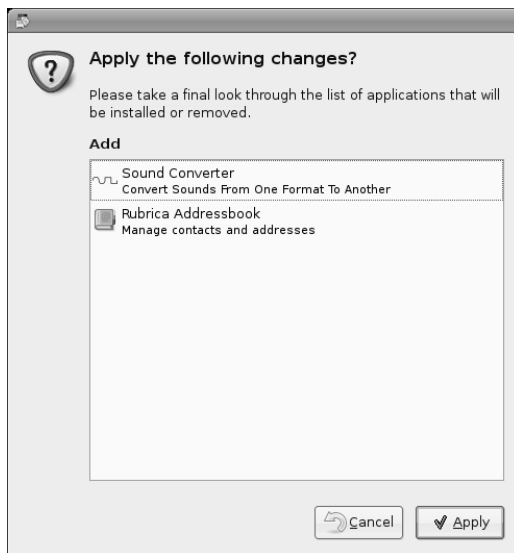 Apply the following changes?
Please take a final look through the list of applications that will
be installed or removed.
Add
Sound Converter
Convert Sounds From One Format To Another
Rubrica Addressbook
Manage contacts and addresses
Cancel
Apply